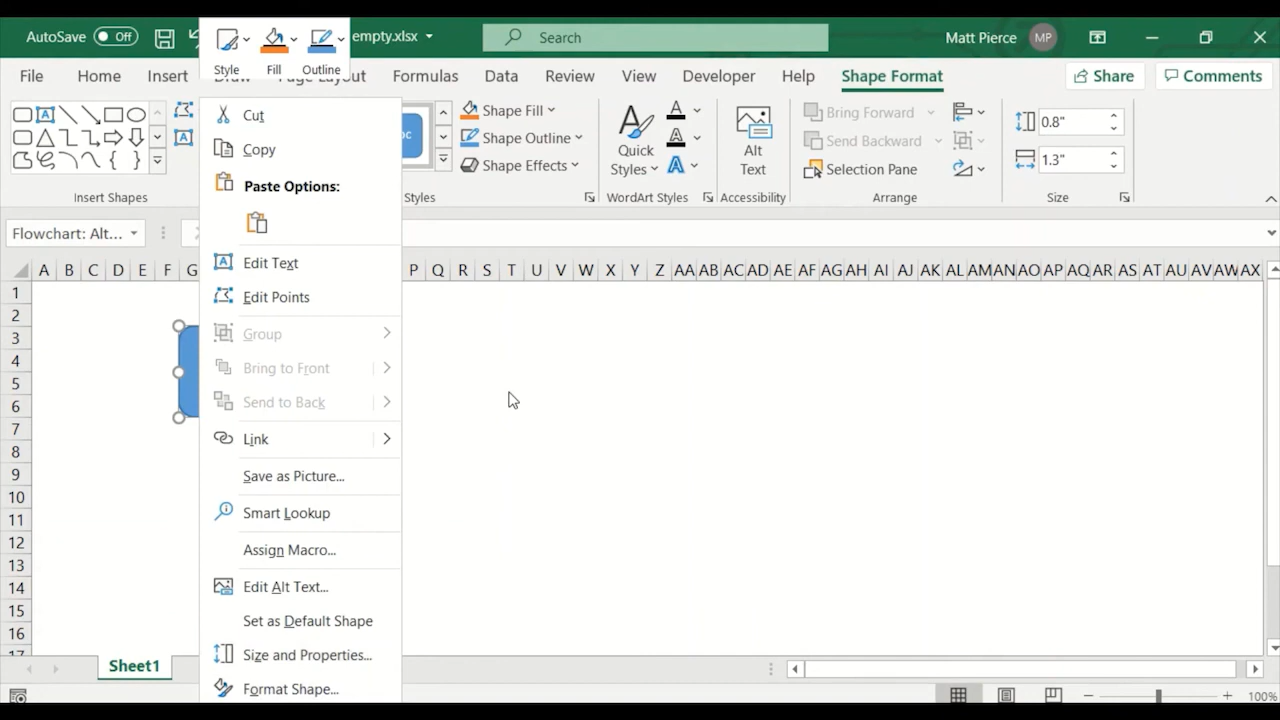 AutoSave Off empty.xlsx Search Matt Pierce MP
Style Fill Outline
File Home Insert Formulas Data Review View Developer Help Shape Format Share Comments
Shape Fill
Shape Outline
Shape Effects
Quick
Styles
Alt
Text
Bring Forward
Send Backward
Selection Pane
0.8"
1.3"
Insert Shapes Styles WordArt Styles Accessibility Arrange Size
Flowchart: Alt...
A B C D E F G P Q R S T U V W X Y Z AA AB AC AD AE AF AG AH AI AJ AK AL AM AN AO AP AQ AR AS AT AU AV AW AX
1
2
3
4
5
6
7
8
9
10
11
12
13
14
15
16
17
Cut
Copy
Paste Options:
Edit Text
Edit Points
Group
Bring to Front
Send to Back
Link
Save as Picture...
Smart Lookup
Assign Macro...
Edit Alt Text...
Set as Default Shape
Size and Properties...
Format Shape...
Sheet1
100%